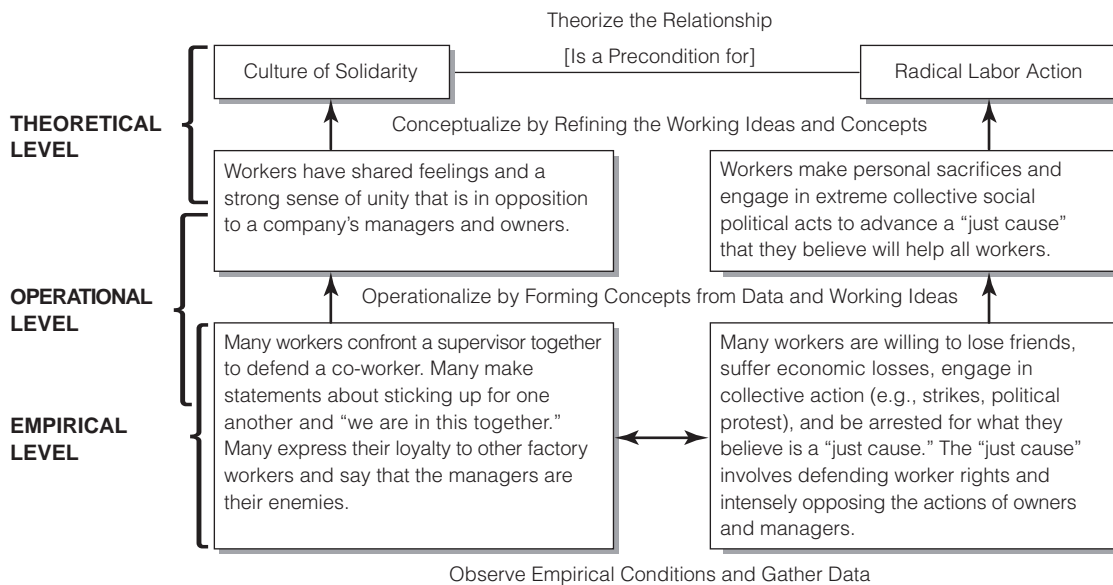 Theorize the Relationship
Culture of Solidarity
[Is a Precondition for]
Radical Labor Action
THEORETICAL
LEVEL
Conceptualize by Refining the Working Ideas and Concepts
Workers have shared feelings and a
strong sense of unity that is in opposition
to a company’s managers and owners.
Workers make personal sacrifices and
engage in extreme collective social
political acts to advance a “just cause”
that they believe will help all workers.
OPERATIONAL
LEVEL
Operationalize by Forming Concepts from Data and Working Ideas
EMPIRICAL
LEVEL
Many workers confront a supervisor together
to defend a co-worker. Many make
statements about sticking up for one
another and “we are in this together.”
Many express their loyalty to other factory
workers and say that the managers are
their enemies.
Many workers are willing to lose friends,
suffer economic losses, engage in
collective action (e.g., strikes, political
protest), and be arrested for what they
believe is a “just cause.” The “just cause”
involves defending worker rights and
intensely opposing the actions of owners
and managers.
Observe Empirical Conditions and Gather Data